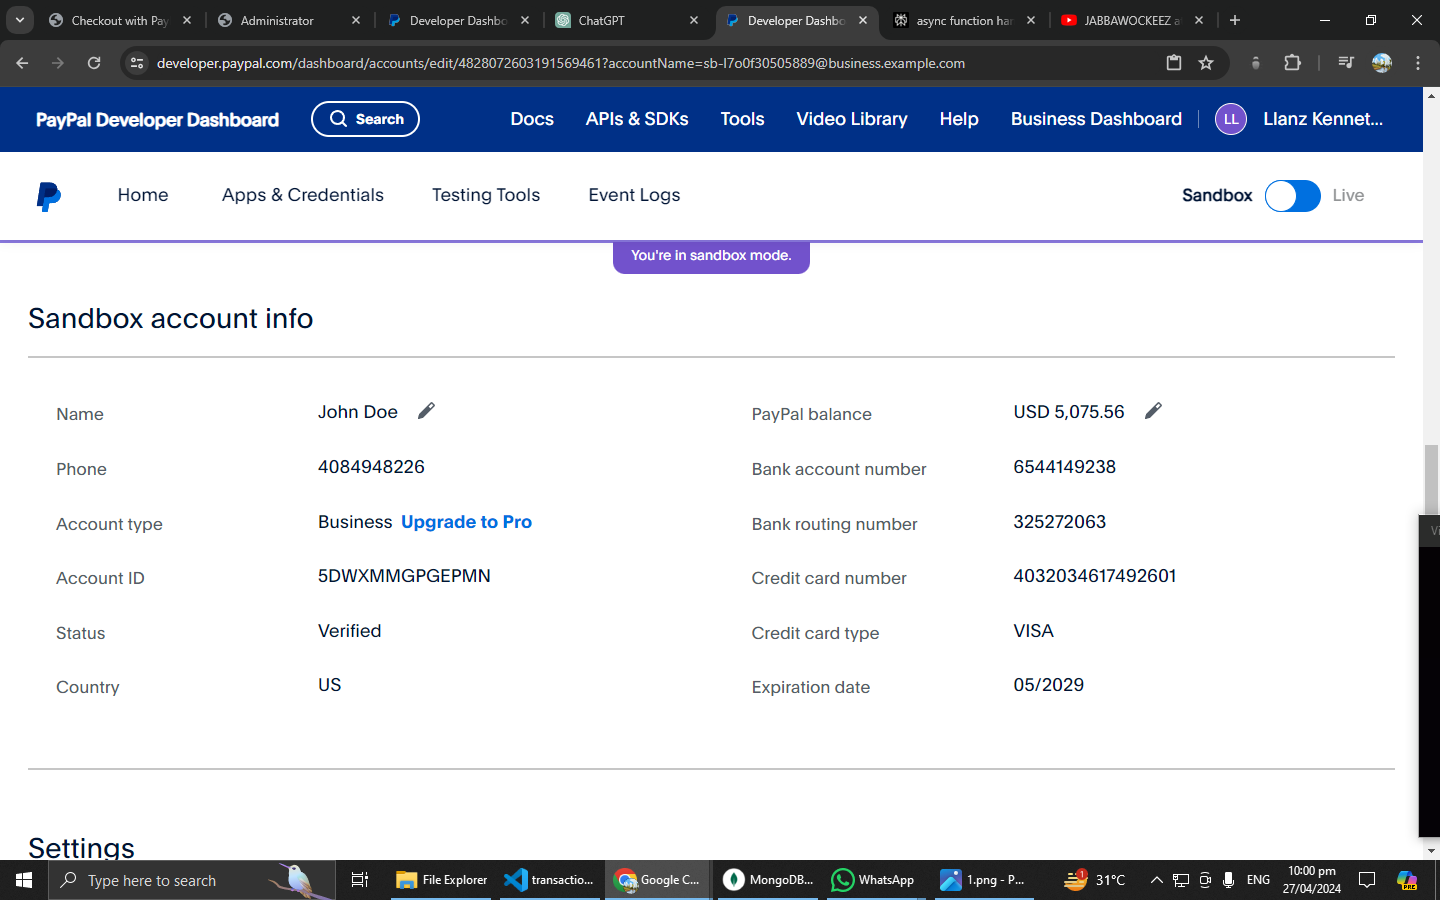 Checkout with Pay
Administrator
Developer Dashbo
ChatGPT
Developer Dashbo
async function han
JABBAWOCKEEZ a
developer.paypal.com/dashboard/accounts/edit/4828072603191569461?accountName=sb-l7o0f30505889@business.example.com
PayPal Developer Dashboard
Search
Docs
APIs & SDKs
Tools
Video Library
Help
Business Dashboard
LL
Llanz Kennet...
Home
Apps & Credentials
Testing Tools
Event Logs
Sandbox
Live
You're in sandbox mode.
Sandbox account info
Name
John Doe
PayPal balance
USD 5,075.56
Phone
4084948226
Bank account number
6544149238
Account type
Business Upgrade to Pro
Bank routing number
325272063
Account ID
5DWXMMGPGEPMN
Credit card number
4032034617492601
Status
Verified
Credit card type
VISA
Country
US
Expiration date
05/2029
Vi
Settings
Type here to search
File Explorer
transactio...
Google C...
MongoDB...
WhatsApp
1.png - P...
1
31°C
ENG
10:00 pm
27/04/2024
PRE